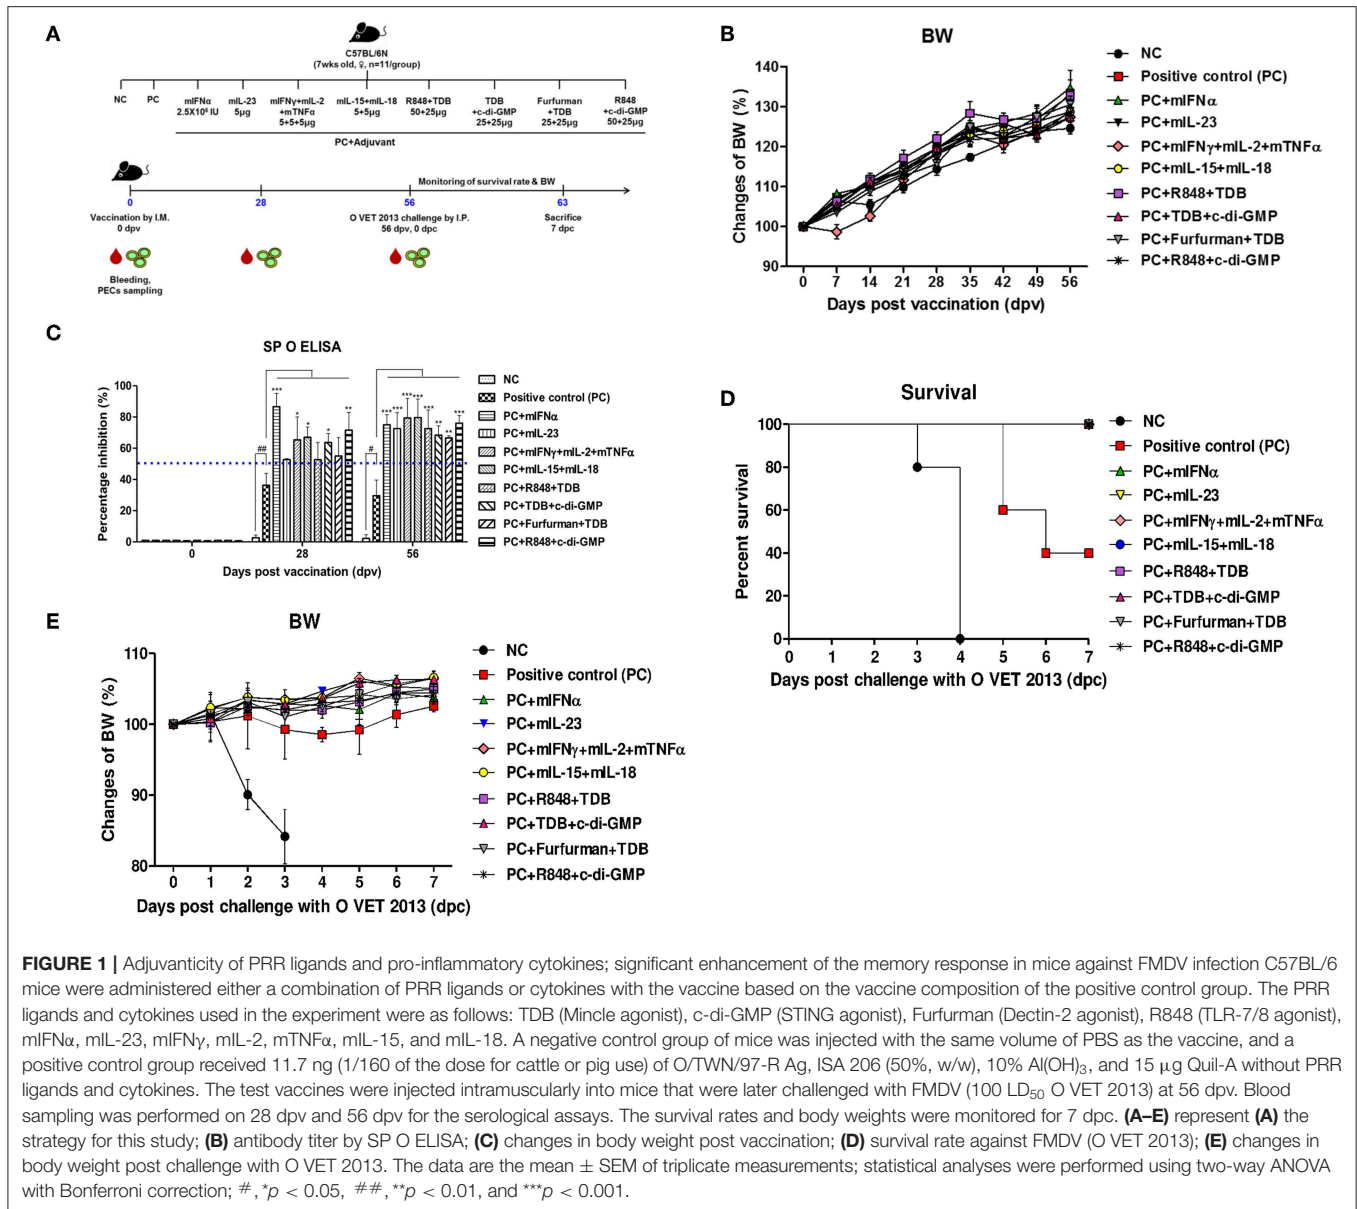 A
C57BL/6N
(7wks old, ♀, n=11/group)
NC
PC
mIFNα
2.5X10⁶ IU
mIL-23
5μg
mIFNγ+mIL-2
+mTNFα
5+5+5μg
mIL-15+mIL-18
5+5μg
R848+TDB
50+25μg
TDB
+c-di-GMP
25+25μg
Furfurman
+TDB
25+25μg
R848
+c-di-GMP
50+25μg
PC+Adjuvant
Monitoring of survival rate & BW
0
28
56
63
Vaccination by I.M.
0 dpv
O VET 2013 challenge by I.P.
56 dpv, 0 dpc
Sacrifice
7 dpc
Bleeding,
PECs sampling
B
BW
Changes of BW (%)
140
130
120
110
100
90
0 7 14 21 28 35 42 49 56
Days post vaccination (dpv)
NC
Positive control (PC)
PC+mIFNα
PC+mIL-23
PC+mIFNγ+mIL-2+mTNFα
PC+mIL-15+mIL-18
PC+R848+TDB
PC+TDB+c-di-GMP
PC+Furfurman+TDB
PC+R848+c-di-GMP
C
SP O ELISA
Percentage inhibition (%)
100
80
60
40
20
0
## *** * * * **
# *** *** *** *** *** ** ** ***
0 28 56
Days post vaccination (dpv)
NC
Positive control (PC)
PC+mIFNα
PC+mIL-23
PC+mIFNγ+mIL-2+mTNFα
PC+mIL-15+mIL-18
PC+R848+TDB
PC+TDB+c-di-GMP
PC+Furfurman+TDB
PC+R848+c-di-GMP
D
Survival
Percent survival
100
80
60
40
20
0
0 1 2 3 4 5 6 7
Days post challenge with O VET 2013 (dpc)
NC
Positive control (PC)
PC+mIFNα
PC+mIL-23
PC+mIFNγ+mIL-2+mTNFα
PC+mIL-15+mIL-18
PC+R848+TDB
PC+TDB+c-di-GMP
PC+Furfurman+TDB
PC+R848+c-di-GMP
E
BW
Changes of BW (%)
110
100
90
80
0 1 2 3 4 5 6 7
Days post challenge with O VET 2013 (dpc)
NC
Positive control (PC)
PC+mIFNα
PC+mIL-23
PC+mIFNγ+mIL-2+mTNFα
PC+mIL-15+mIL-18
PC+R848+TDB
PC+TDB+c-di-GMP
PC+Furfurman+TDB
PC+R848+c-di-GMP
FIGURE 1 | Adjuvanticity of PRR ligands and pro-inflammatory cytokines; significant enhancement of the memory response in mice against FMDV infection C57BL/6
mice were administered either a combination of PRR ligands or cytokines with the vaccine based on the vaccine composition of the positive control group. The PRR
ligands and cytokines used in the experiment were as follows: TDB (Mincle agonist), c-di-GMP (STING agonist), Furfurman (Dectin-2 agonist), R848 (TLR-7/8 agonist),
mIFNα, mIL-23, mIFNγ, mIL-2, mTNFα, mIL-15, and mIL-18. A negative control group of mice was injected with the same volume of PBS as the vaccine, and a
positive control group received 11.7 ng (1/160 of the dose for cattle or pig use) of O/TWN/97-R Ag, ISA 206 (50%, w/w), 10% Al(OH)₃, and 15 μg Quil-A without PRR
ligands and cytokines. The test vaccines were injected intramuscularly into mice that were later challenged with FMDV (100 LD₅₀ O VET 2013) at 56 dpv. Blood
sampling was performed on 28 dpv and 56 dpv for the serological assays. The survival rates and body weights were monitored for 7 dpc. (A–E) represent (A) the
strategy for this study; (B) antibody titer by SP O ELISA; (C) changes in body weight post vaccination; (D) survival rate against FMDV (O VET 2013); (E) changes in
body weight post challenge with O VET 2013. The data are the mean ± SEM of triplicate measurements; statistical analyses were performed using two-way ANOVA
with Bonferroni correction; #, *p < 0.05, ##, **p < 0.01, and ***p < 0.001.